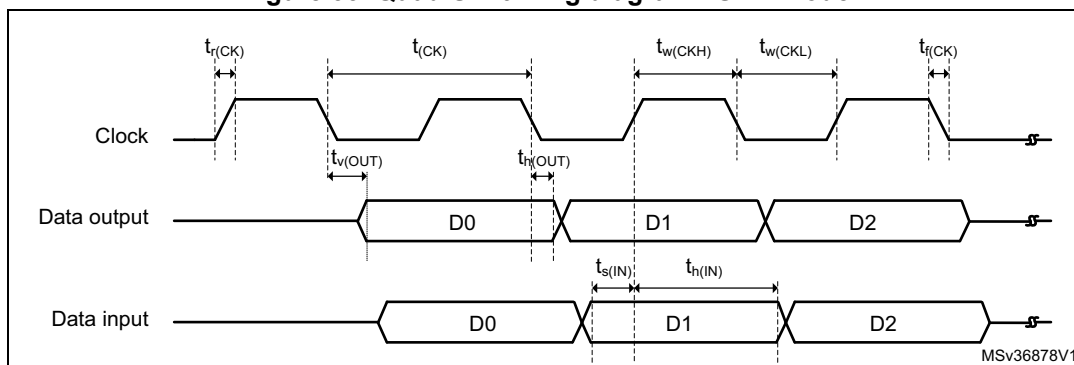 t_r(CK) t_(CK) t_w(CKH) t_w(CKL) t_f(CK)
Clock
t_v(OUT) t_h(OUT)
Data output D0 D1 D2
t_s(IN) t_h(IN)
Data input D0 D1 D2
MSv36878V1